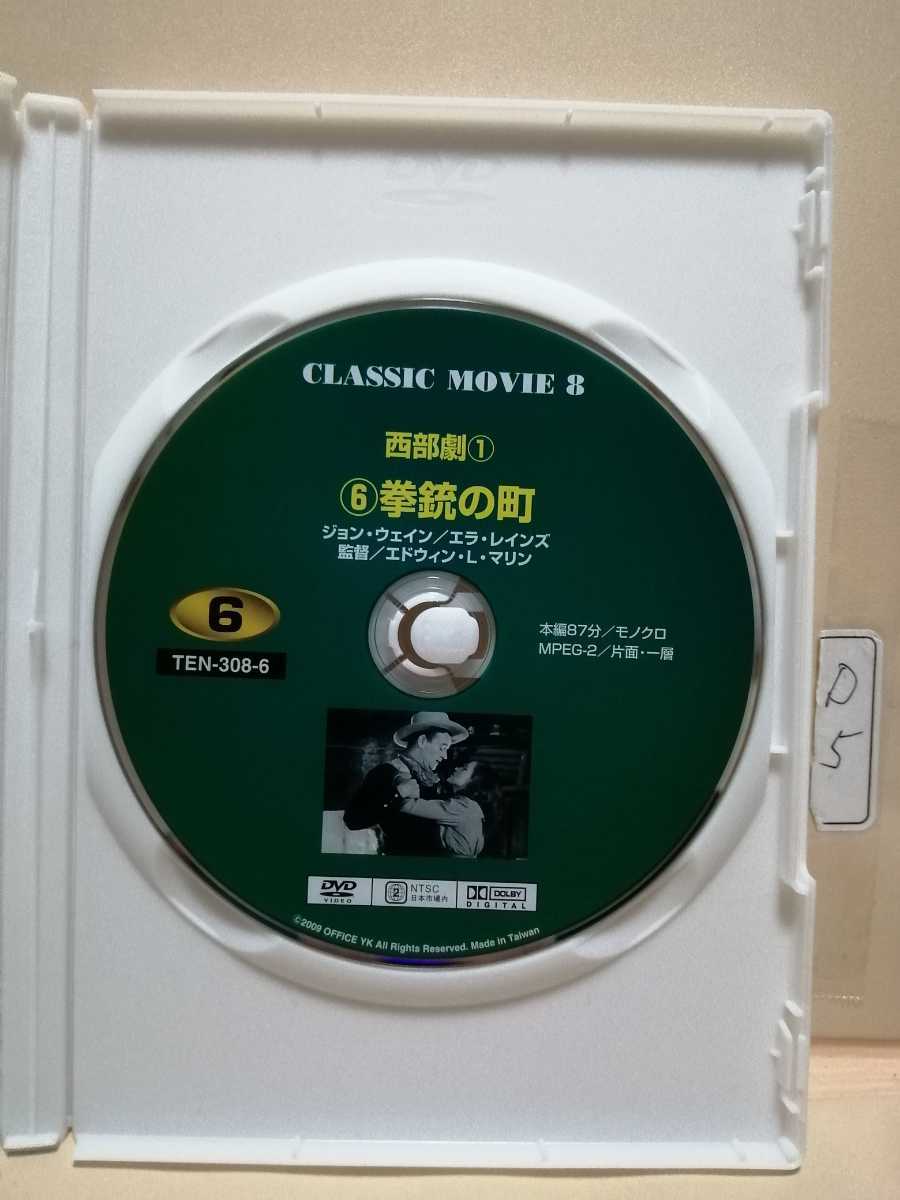 DVD
CLASSIC MOVIE 8
西部劇①
⑥拳銃の町
ジョン・ウェイン／エラ・レインズ
監督／エドウィン・L・マリン
6
TEN-308-6
本編87分／モノクロ
MPEG-2／片面・一層
DVD
VIDEO
2
NTSC
日本市場内
DOLBY
DIGITAL
©2009 OFFICE YK All Rights Reserved. Made in Taiwan
D
5